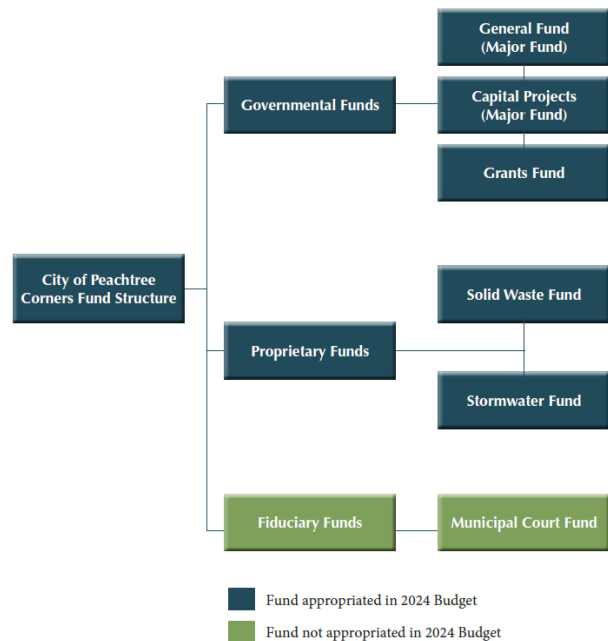 General Fund
(Major Fund)
Governmental Funds
Capital Projects
(Major Fund)
Grants Fund
City of Peachtree
Corners Fund Structure
Solid Waste Fund
Proprietary Funds
Stormwater Fund
Fiduciary Funds
Municipal Court Fund
Fund appropriated in 2024 Budget
Fund not appropriated in 2024 Budget